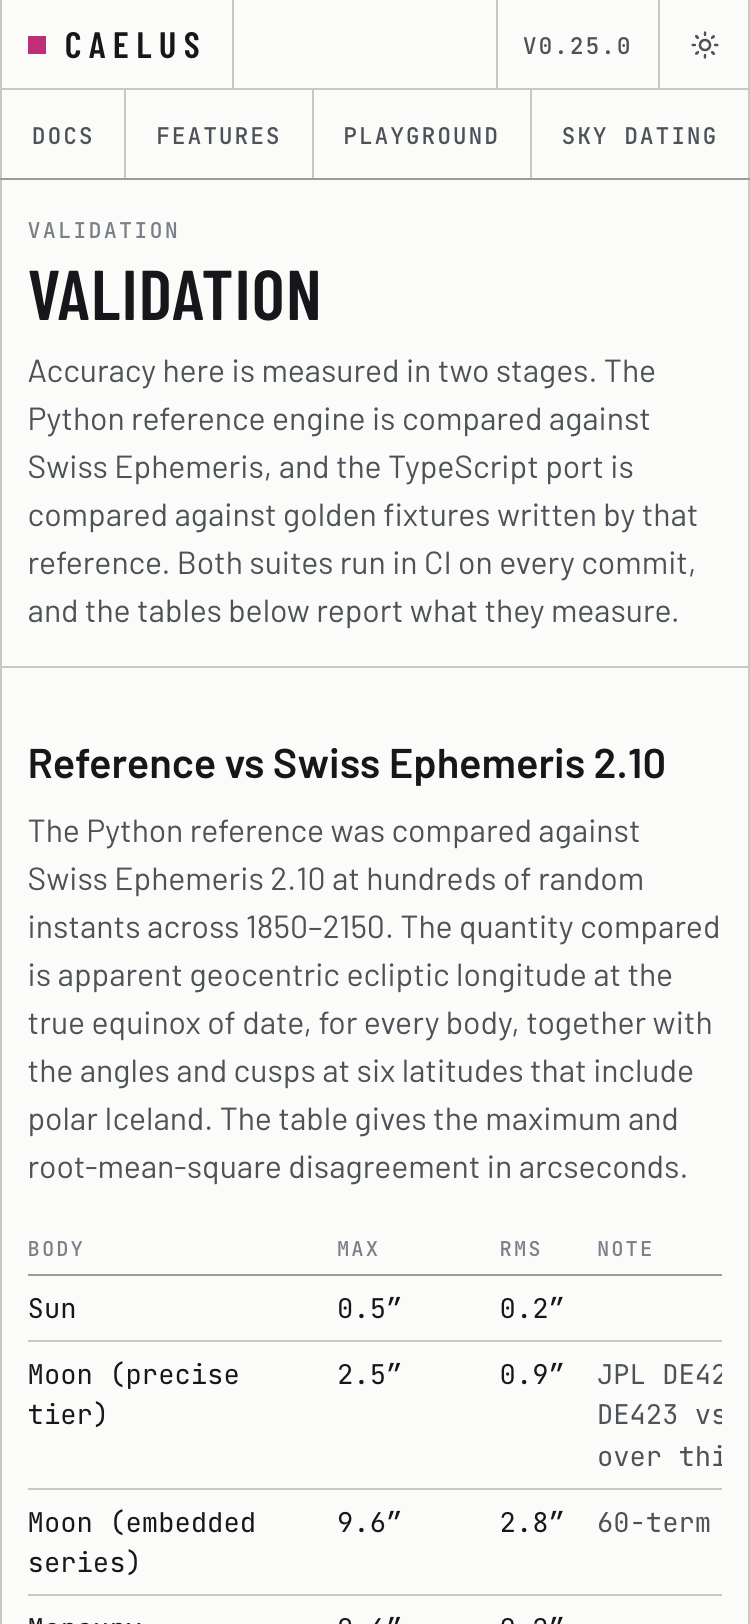 CAELUS
V0.25.0
DOCS FEATURES PLAYGROUND SKY DATING
VALIDATION
VALIDATION
Accuracy here is measured in two stages. The
Python reference engine is compared against
Swiss Ephemeris, and the TypeScript port is
compared against golden fixtures written by that
reference. Both suites run in CI on every commit,
and the tables below report what they measure.
Reference vs Swiss Ephemeris 2.10
The Python reference was compared against
Swiss Ephemeris 2.10 at hundreds of random
instants across 1850–2150. The quantity compared
is apparent geocentric ecliptic longitude at the
true equinox of date, for every body, together with
the angles and cusps at six latitudes that include
polar Iceland. The table gives the maximum and
root-mean-square disagreement in arcseconds.
BODY MAX RMS NOTE
Sun 0.5″ 0.2″
Moon (precise 2.5″ 0.9″ JPL
tier) DE423
over
Moon (embedded 9.6″ 2.8″ 60-term
series)